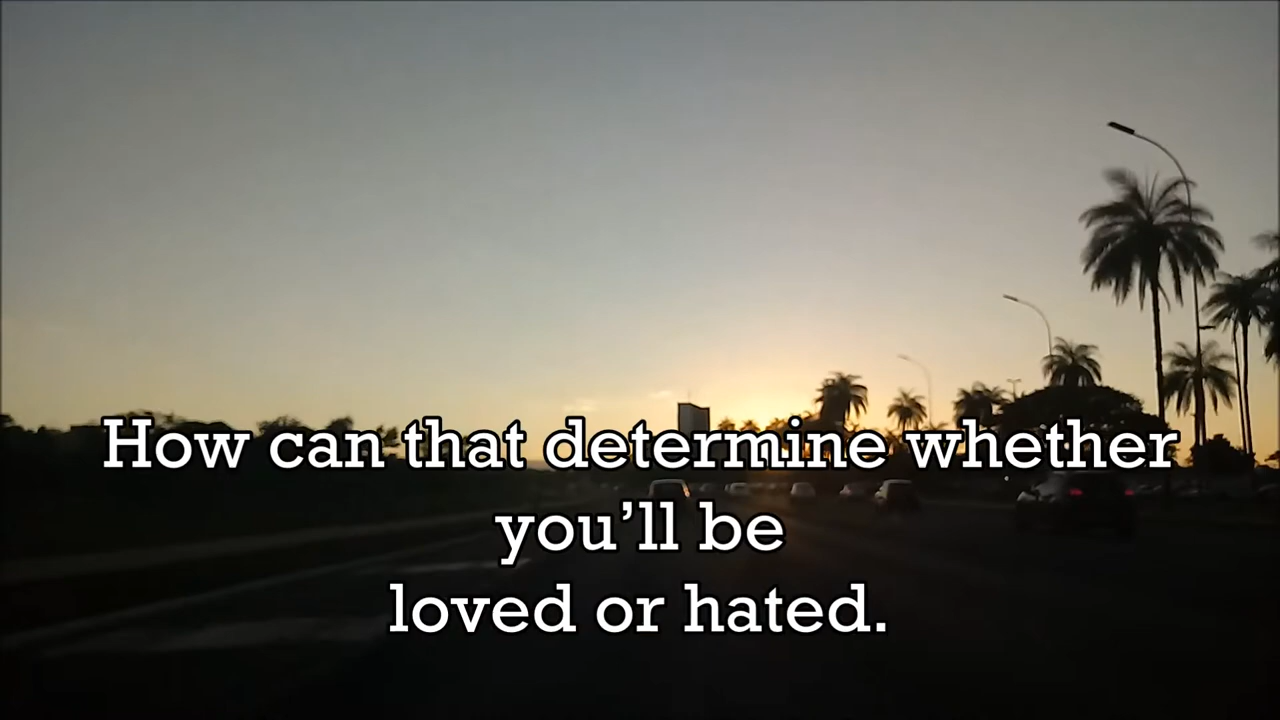 How can that determine whether
you’ll be
loved or hated.